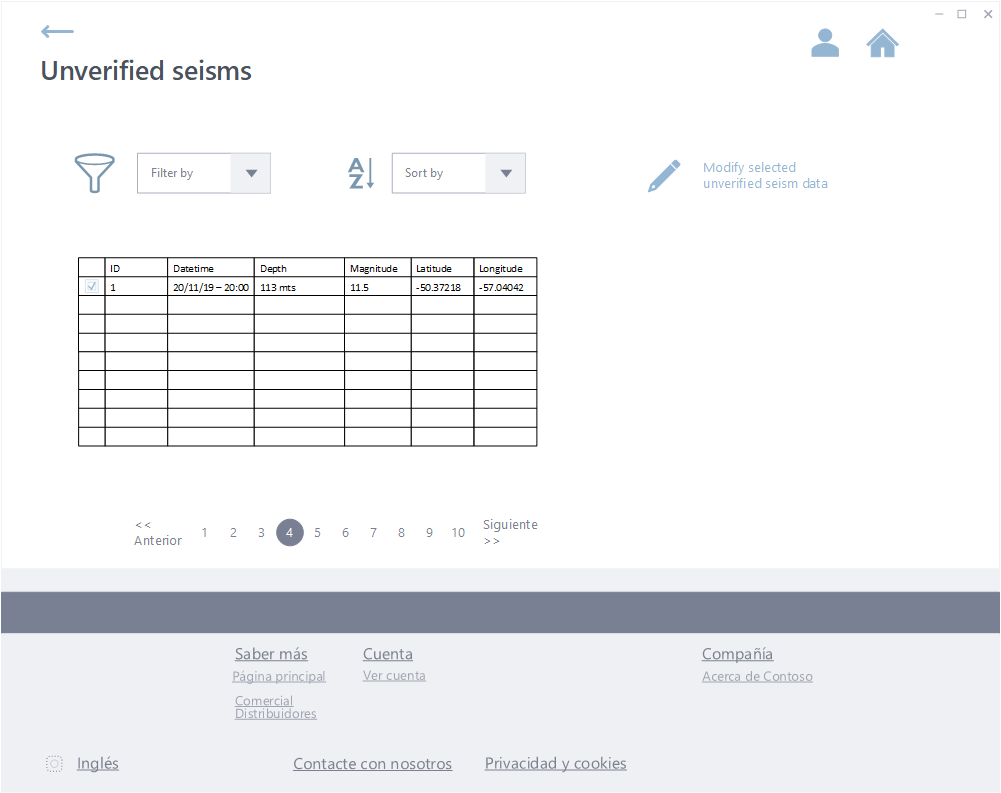 Unverified seisms
Filter by
A
Z
Sort by
Modify selected
unverified seism data
ID Datetime Depth Magnitude Latitude Longitude
1 20/11/19 – 20:00 113 mts 11.5 -50.37218 -57.04042
<<
Anterior
1 2 3 4 5 6 7 8 9 10
Siguiente
>>
Saber más
Página principal
Comercial
Distribuidores
Cuenta
Ver cuenta
Compañía
Acerca de Contoso
Inglés
Contacte con nosotros
Privacidad y cookies